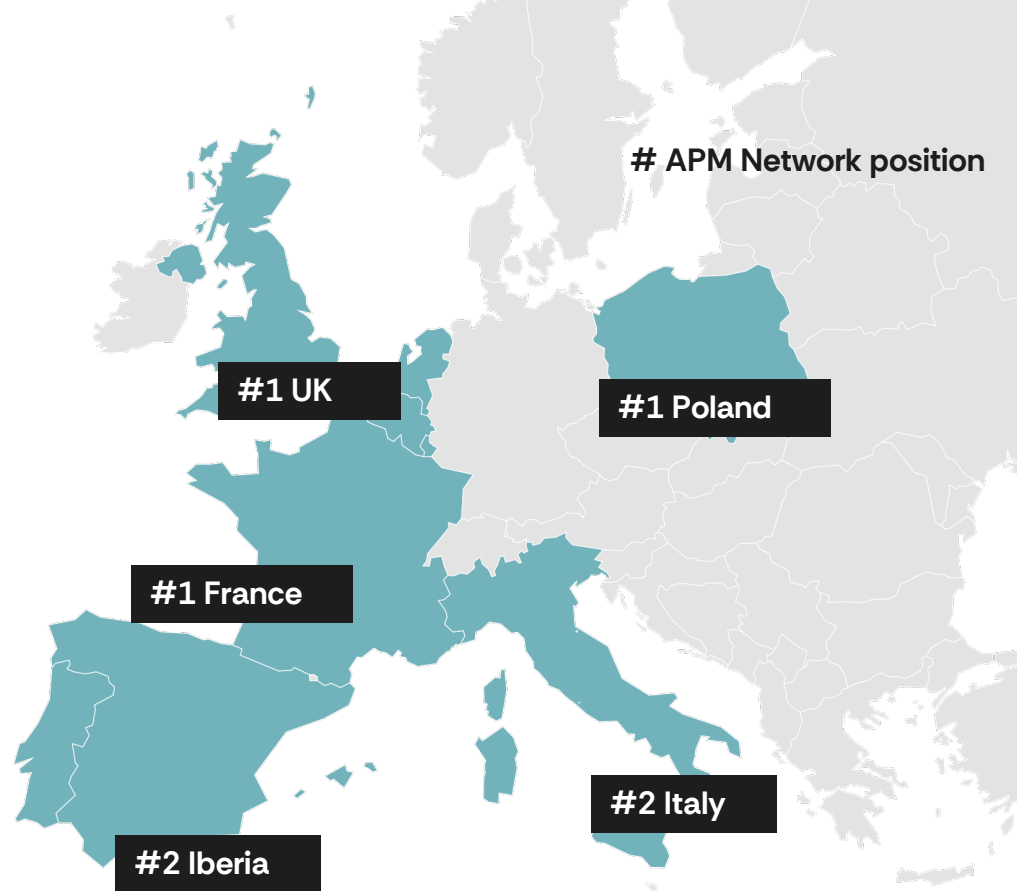 # APM Network position
#1 UK
#1 Poland
#1 France
#2 Italy
#2 Iberia